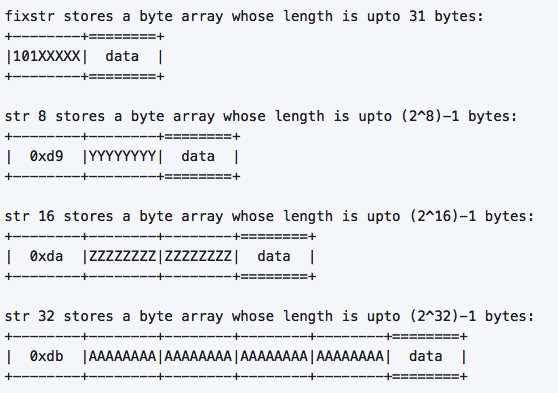 fixstr stores a byte array whose length is upto 31 bytes:
+--------+========+
|101XXXXX|  data  |
+--------+========+

str 8 stores a byte array whose length is upto (2^8)-1 bytes:
+--------+--------+========+
|  0xd9  |YYYYYYYY|  data  |
+--------+--------+========+

str 16 stores a byte array whose length is upto (2^16)-1 bytes:
+--------+--------+--------+========+
|  0xda  |ZZZZZZZZ|ZZZZZZZZ|  data  |
+--------+--------+--------+========+

str 32 stores a byte array whose length is upto (2^32)-1 bytes:
+--------+--------+--------+--------+--------+========+
|  0xdb  |AAAAAAAA|AAAAAAAA|AAAAAAAA|AAAAAAAA|  data  |
+--------+--------+--------+--------+--------+========+